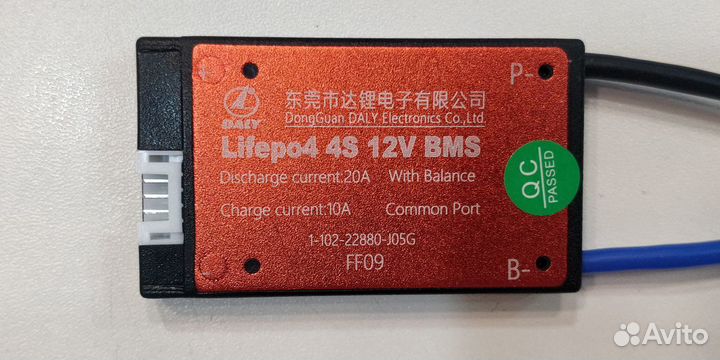 P-
东莞市达锂电子有限公司
DongGuan DALY Electronics Co.,Ltd
DALY
Lifepo4 4S 12V BMS
Discharge current:20A With Balance
Charge current:10A Common Port
QC
PASSED
1-102-22880-J05G
FF09
B-
Avito